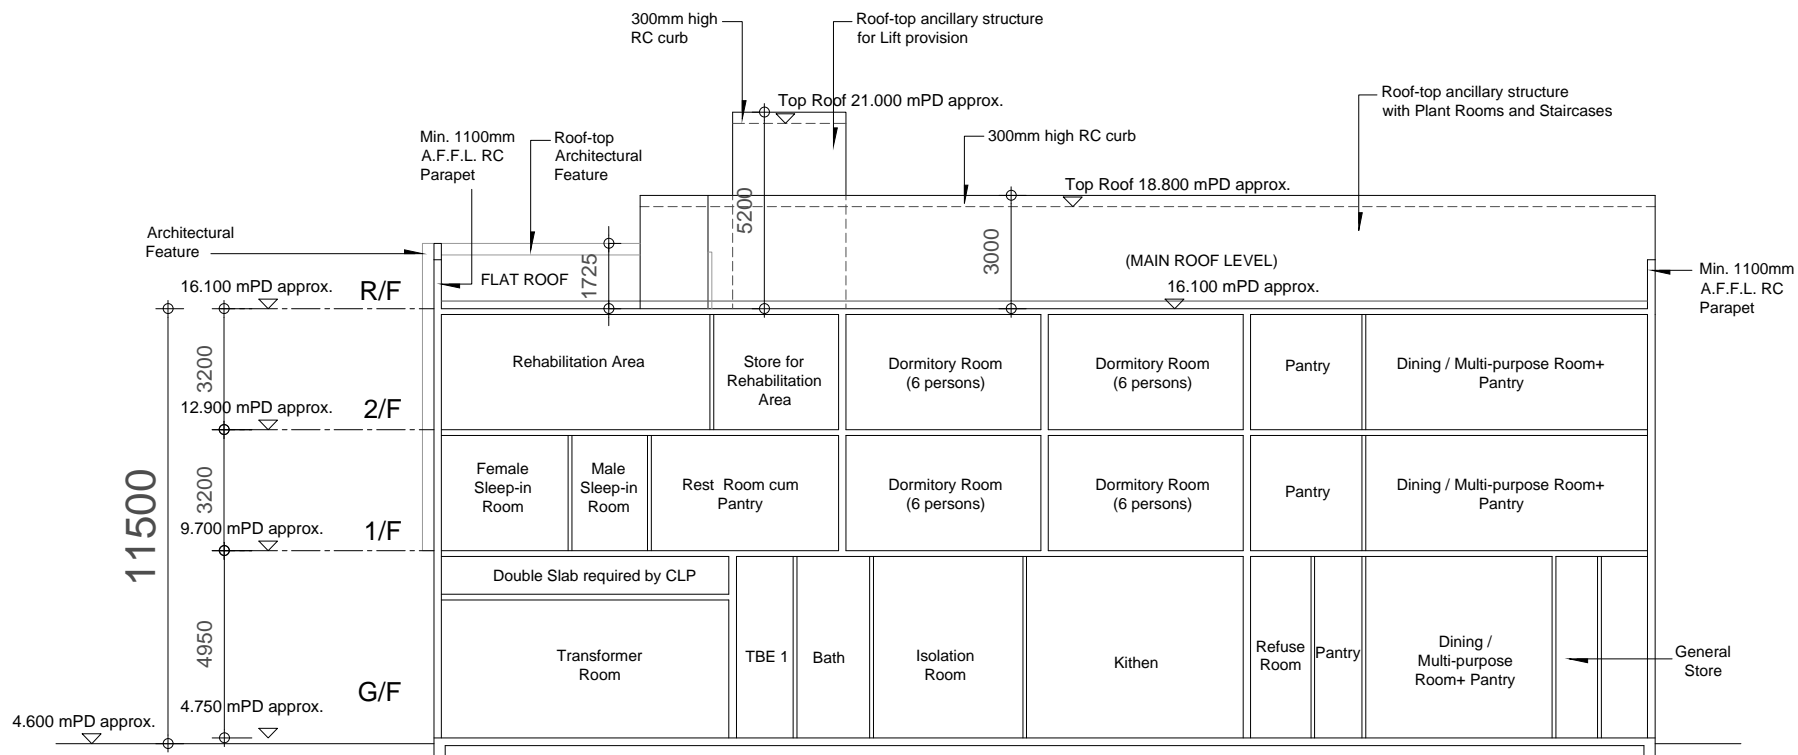 300mm high
RC curb
Roof-top ancillary structure
for Lift provision
Top Roof 21.000 mPD approx.
Roof-top ancillary structure
with Plant Rooms and Staircases
Min. 1100mm
A.F.F.L. RC
Parapet
Roof-top
Architectural
Feature
300mm high RC curb
Top Roof 18.800 mPD approx.
5200
3000
1725
Architectural
Feature
FLAT ROOF
(MAIN ROOF LEVEL)
16.100 mPD approx.
Min. 1100mm
A.F.F.L. RC
Parapet
16.100 mPD approx.
R/F
3200
Rehabilitation Area
Store for
Rehabilitation
Area
Dormitory Room
(6 persons)
Dormitory Room
(6 persons)
Pantry
Dining / Multi-purpose Room+
Pantry
12.900 mPD approx.
2/F
11500
3200
Female
Sleep-in
Room
Male
Sleep-in
Room
Rest Room cum
Pantry
Dormitory Room
(6 persons)
Dormitory Room
(6 persons)
Pantry
Dining / Multi-purpose Room+
Pantry
9.700 mPD approx.
1/F
Double Slab required by CLP
4950
Transformer
Room
TBE 1
Bath
Isolation
Room
Kithen
Refuse
Room
Pantry
Dining /
Multi-purpose
Room+ Pantry
General
Store
G/F
4.750 mPD approx.
4.600 mPD approx.